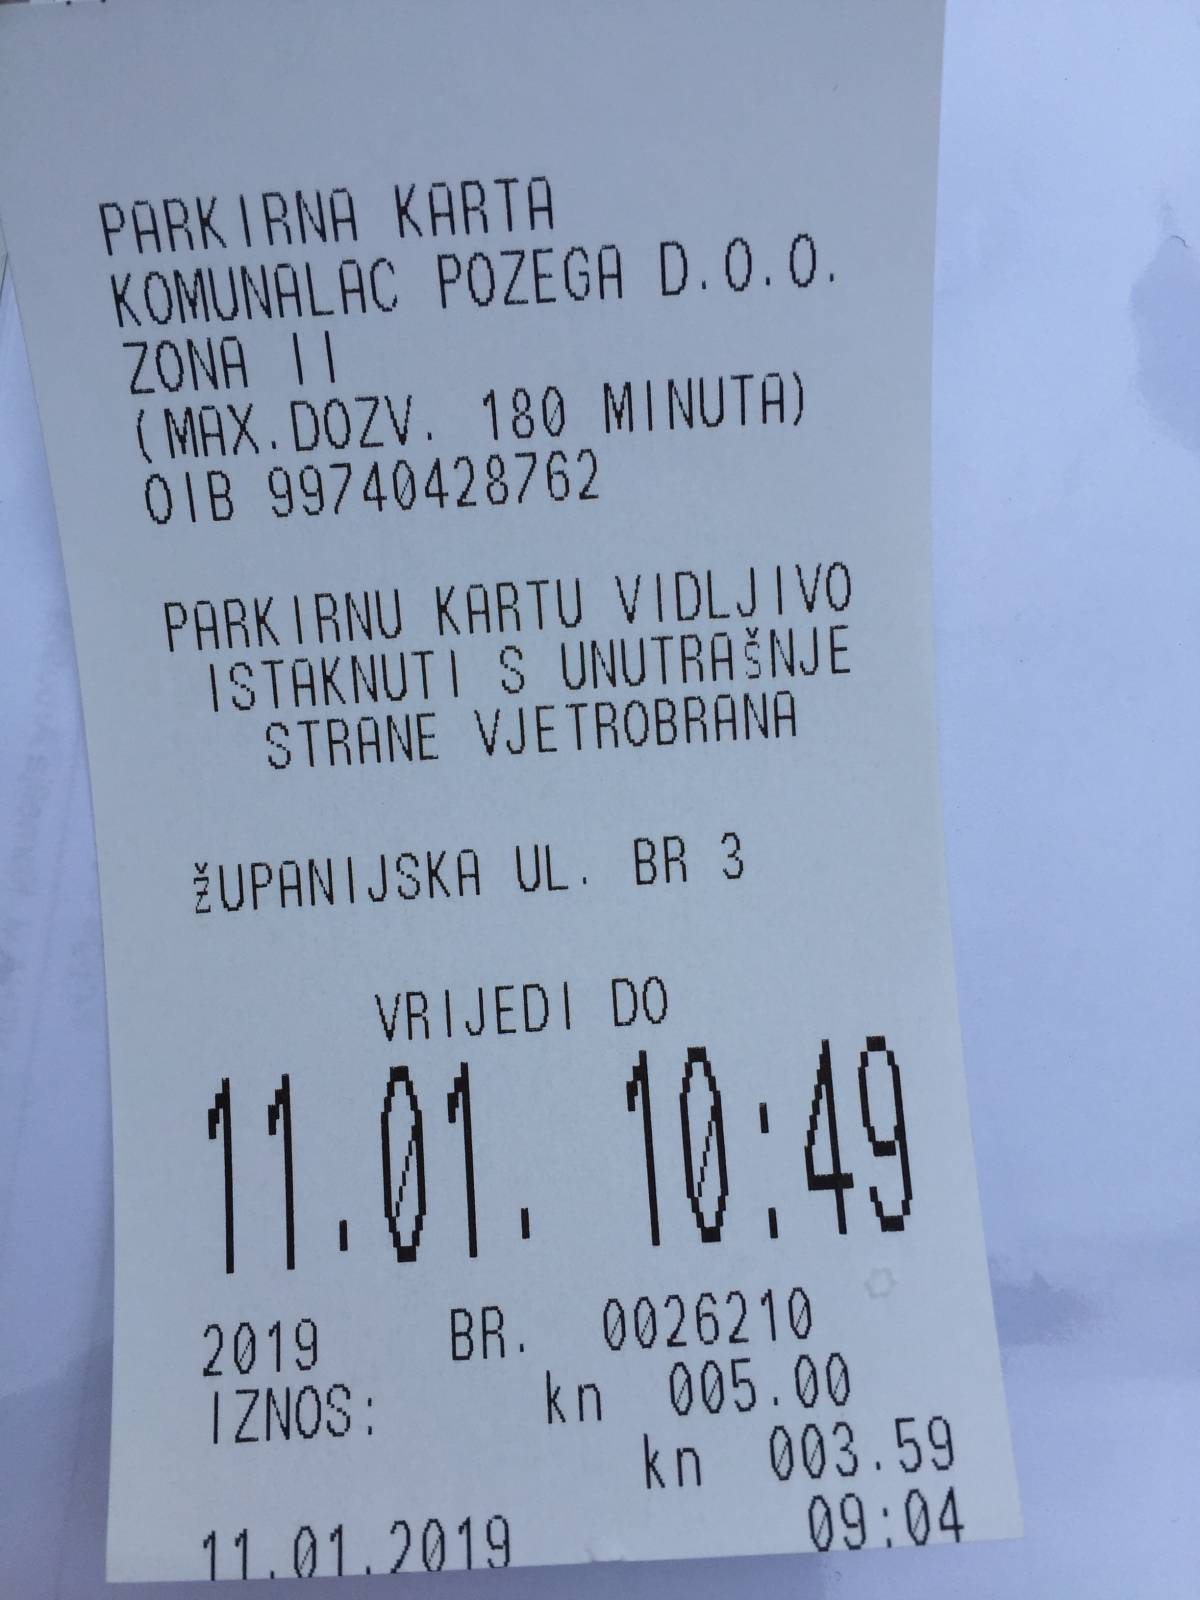 PARKIRNA KARTA
KOMUNALAC POZEGA D.O.O.
ZONA II
(MAX.DOZV. 180 MINUTA)
OIB 99740428762
PARKIRNU KARTU VIDLJIVO
ISTAKNUTI S UNUTRAŠNJE
STRANE VJETROBRANA
ŽUPANIJSKA UL. BR 3
VRIJEDI DO
11.01. 10:49
2019 BR. 0026210
IZNOS: kn 005.00
kn 003.59
11.01.2019 09:04